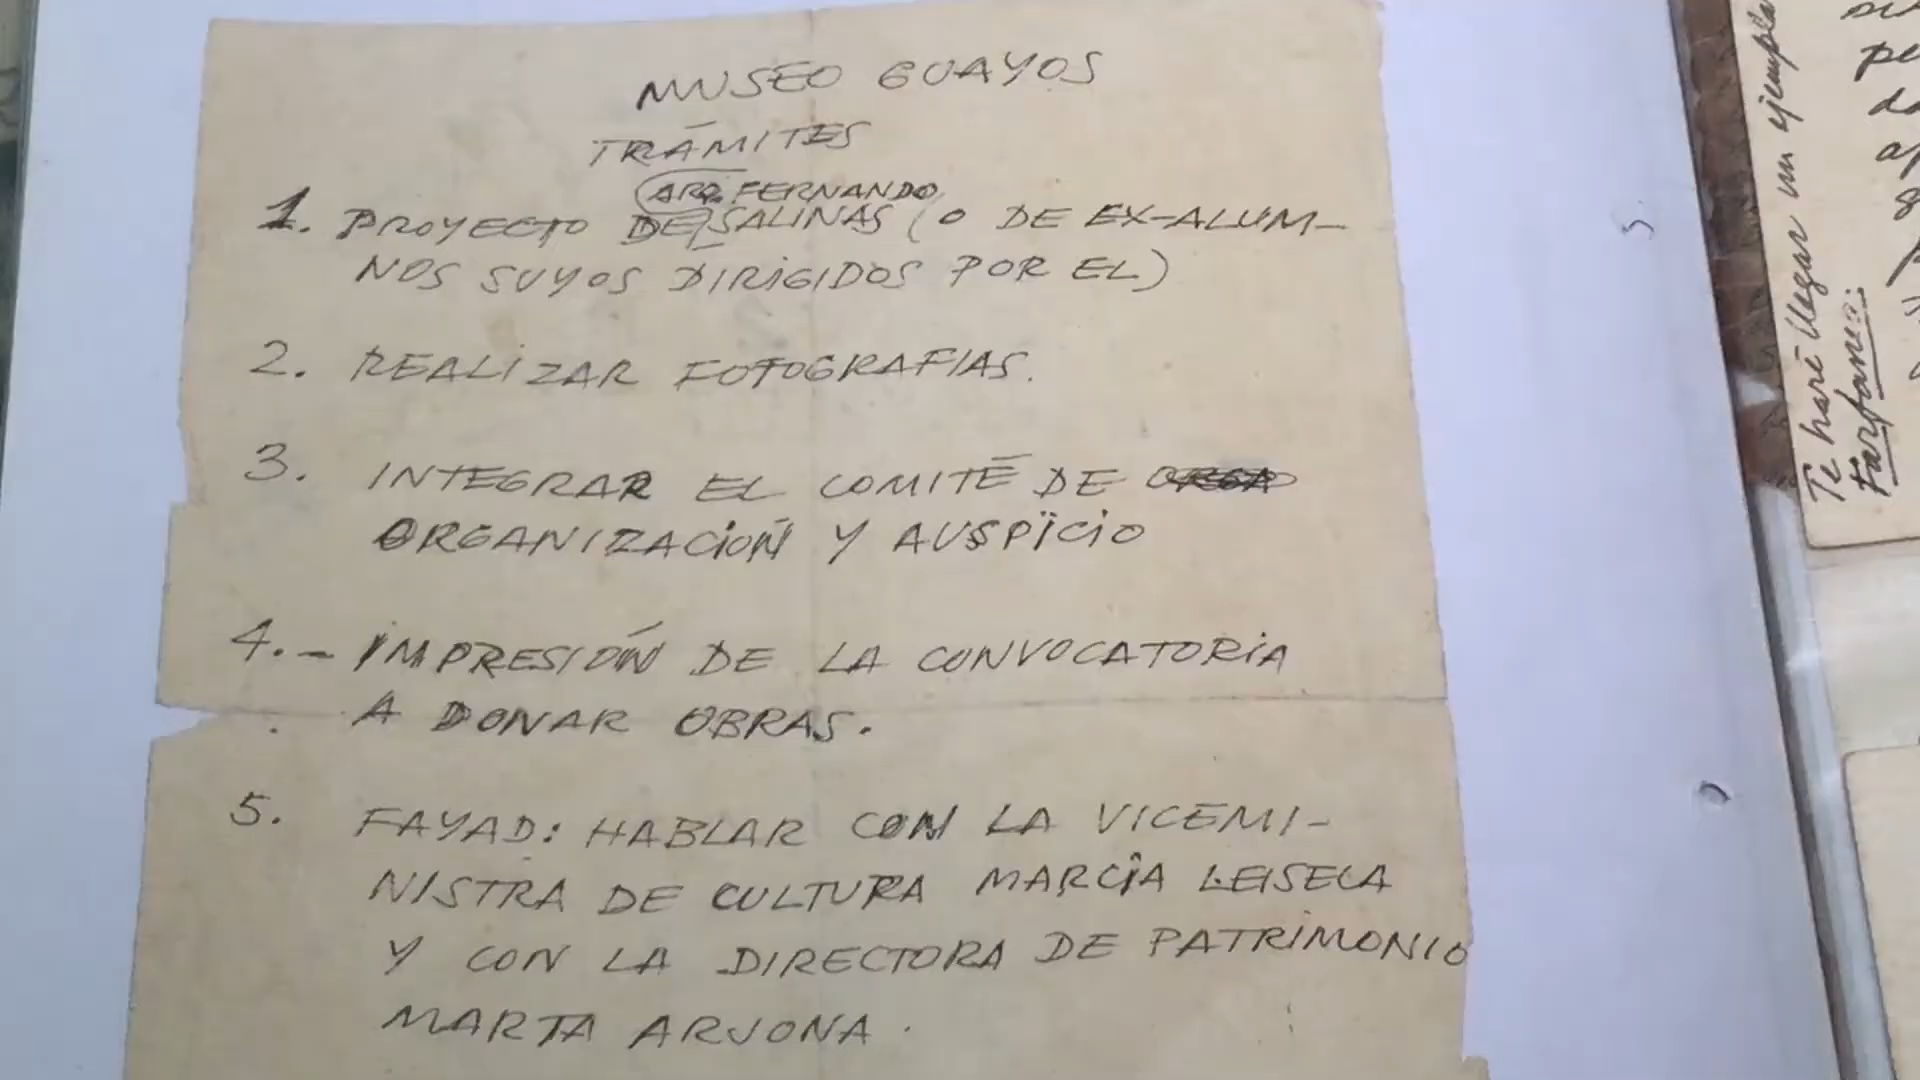 MUSEO GUAYOS
TRÁMITES
ARQ. FERNANDO
1. PROYECTO DE SALINAS (O DE EX-ALUM-
NOS SUYOS DIRIGIDOS POR EL)
2. REALIZAR FOTOGRAFIAS.
3. INTEGRAR EL COMITÉ DE
ORGANIZACIÓN Y AUSPICIO
4.- IMPRESIÓN DE LA CONVOCATORIA
A DONAR OBRAS.
5. FAYAD: HABLAR CON LA VICEMI-
NISTRA DE CULTURA MARCIA LEISECA
Y CON LA DIRECTORA DE PATRIMONIO
MARTA ARJONA.
Te haré llegar un ejempla